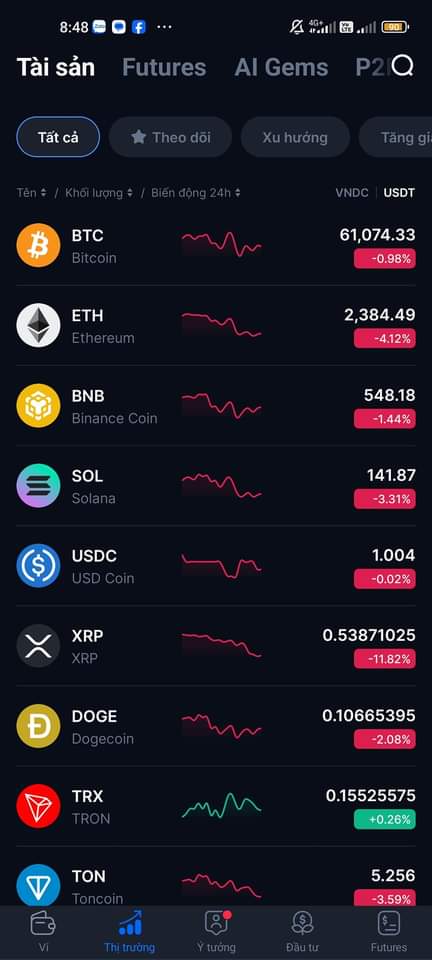 8:48
4G+
Vo LTE
90
Tài sản Futures AI Gems P2
Tất cả Theo dõi Xu hướng Tăng gi
Tên / Khối lượng / Biến động 24h VNDC | USDT
BTC 61,074.33
Bitcoin -0.98%
ETH 2,384.49
Ethereum -4.12%
BNB 548.18
Binance Coin -1.44%
SOL 141.87
Solana -3.31%
USDC 1.004
USD Coin -0.02%
XRP 0.53871025
XRP -11.82%
DOGE 0.10665395
Dogecoin -2.08%
TRX 0.15525575
TRON +0.26%
TON 5.256
Toncoin -3.59%
Ví Thị trường Ý tưởng Đầu tư Futures